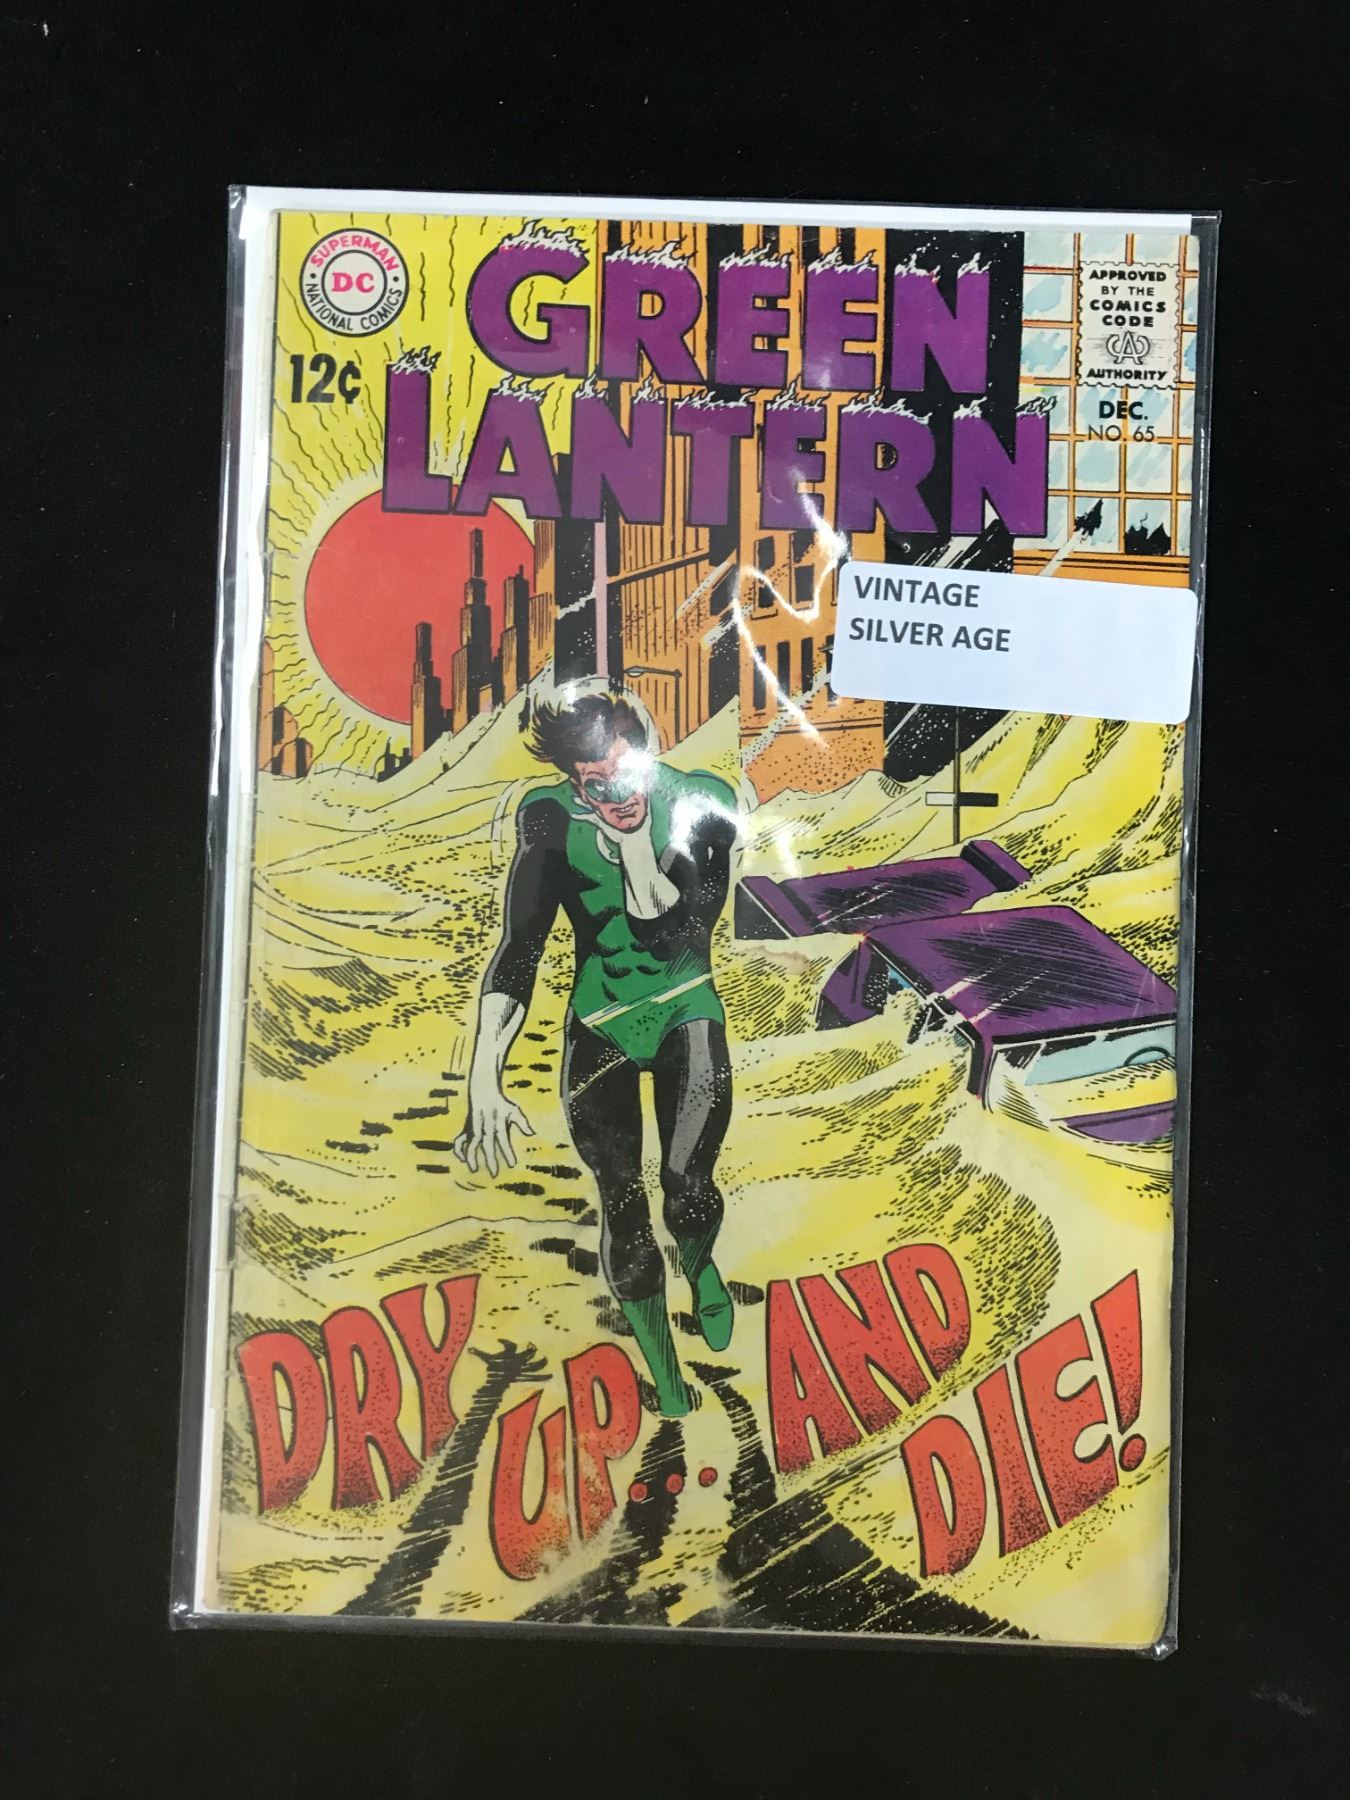 SUPERMAN
DC
NATIONAL COMICS
12¢
GREEN
LANTERN
APPROVED
BY THE
COMICS
CODE
CA
AUTHORITY
DEC.
NO. 65
VINTAGE
SILVER AGE
DRY UP... AND DIE!